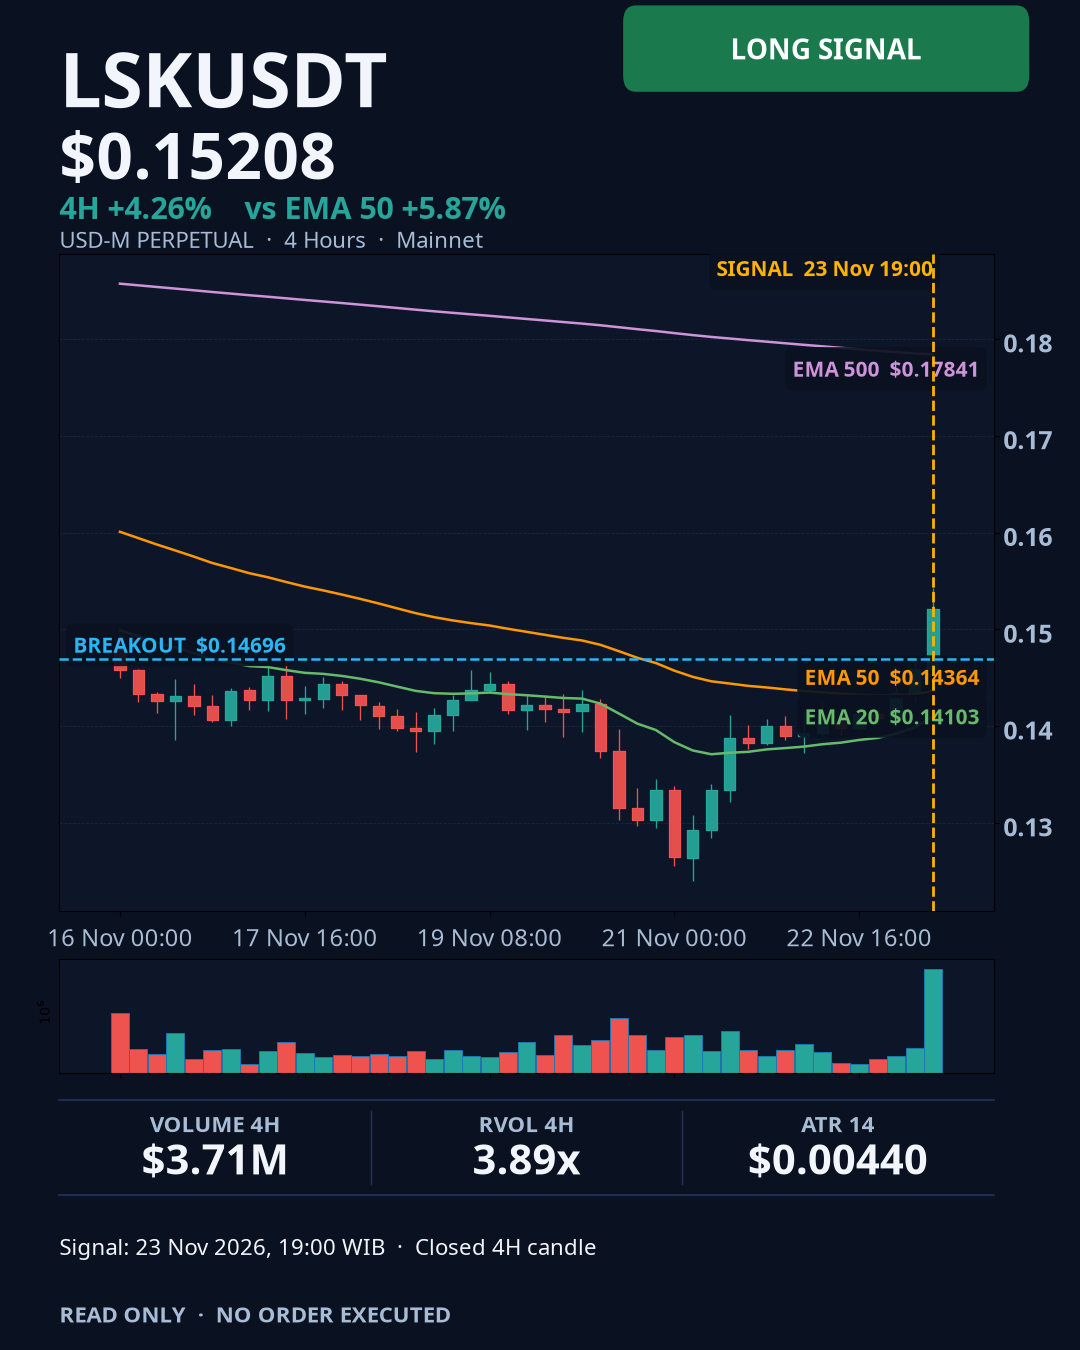 LONG SIGNAL
LSKUSDT
$0.15208
4H +4.26% vs EMA 50 +5.87%
USD-M PERPETUAL · 4 Hours · Mainnet
SIGNAL 23 Nov 19:00
0.18
EMA 500 $0.17841
0.17
0.16
0.15
BREAKOUT $0.14696
EMA 50 $0.14364
EMA 20 $0.14103
0.14
0.13
16 Nov 00:00 17 Nov 16:00 19 Nov 08:00 21 Nov 00:00 22 Nov 16:00
10⁶
VOLUME 4H RVOL 4H ATR 14
$3.71M 3.89x $0.00440
Signal: 23 Nov 2026, 19:00 WIB · Closed 4H candle
READ ONLY · NO ORDER EXECUTED